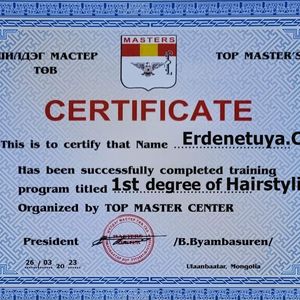 MASTERS
ШИЛДЭГ МАСТЕР
ТӨВ
TOP MASTER'S
CERTIFICATE
This is to certify that Name Erdenetuya.
Has been successfully completed training
program titled 1st degree of Hairstyli
Organized by TOP MASTER CENTER
President /B.Byambasuren/
26 / 03 20 23
Ulaanbaatar, Mongolia